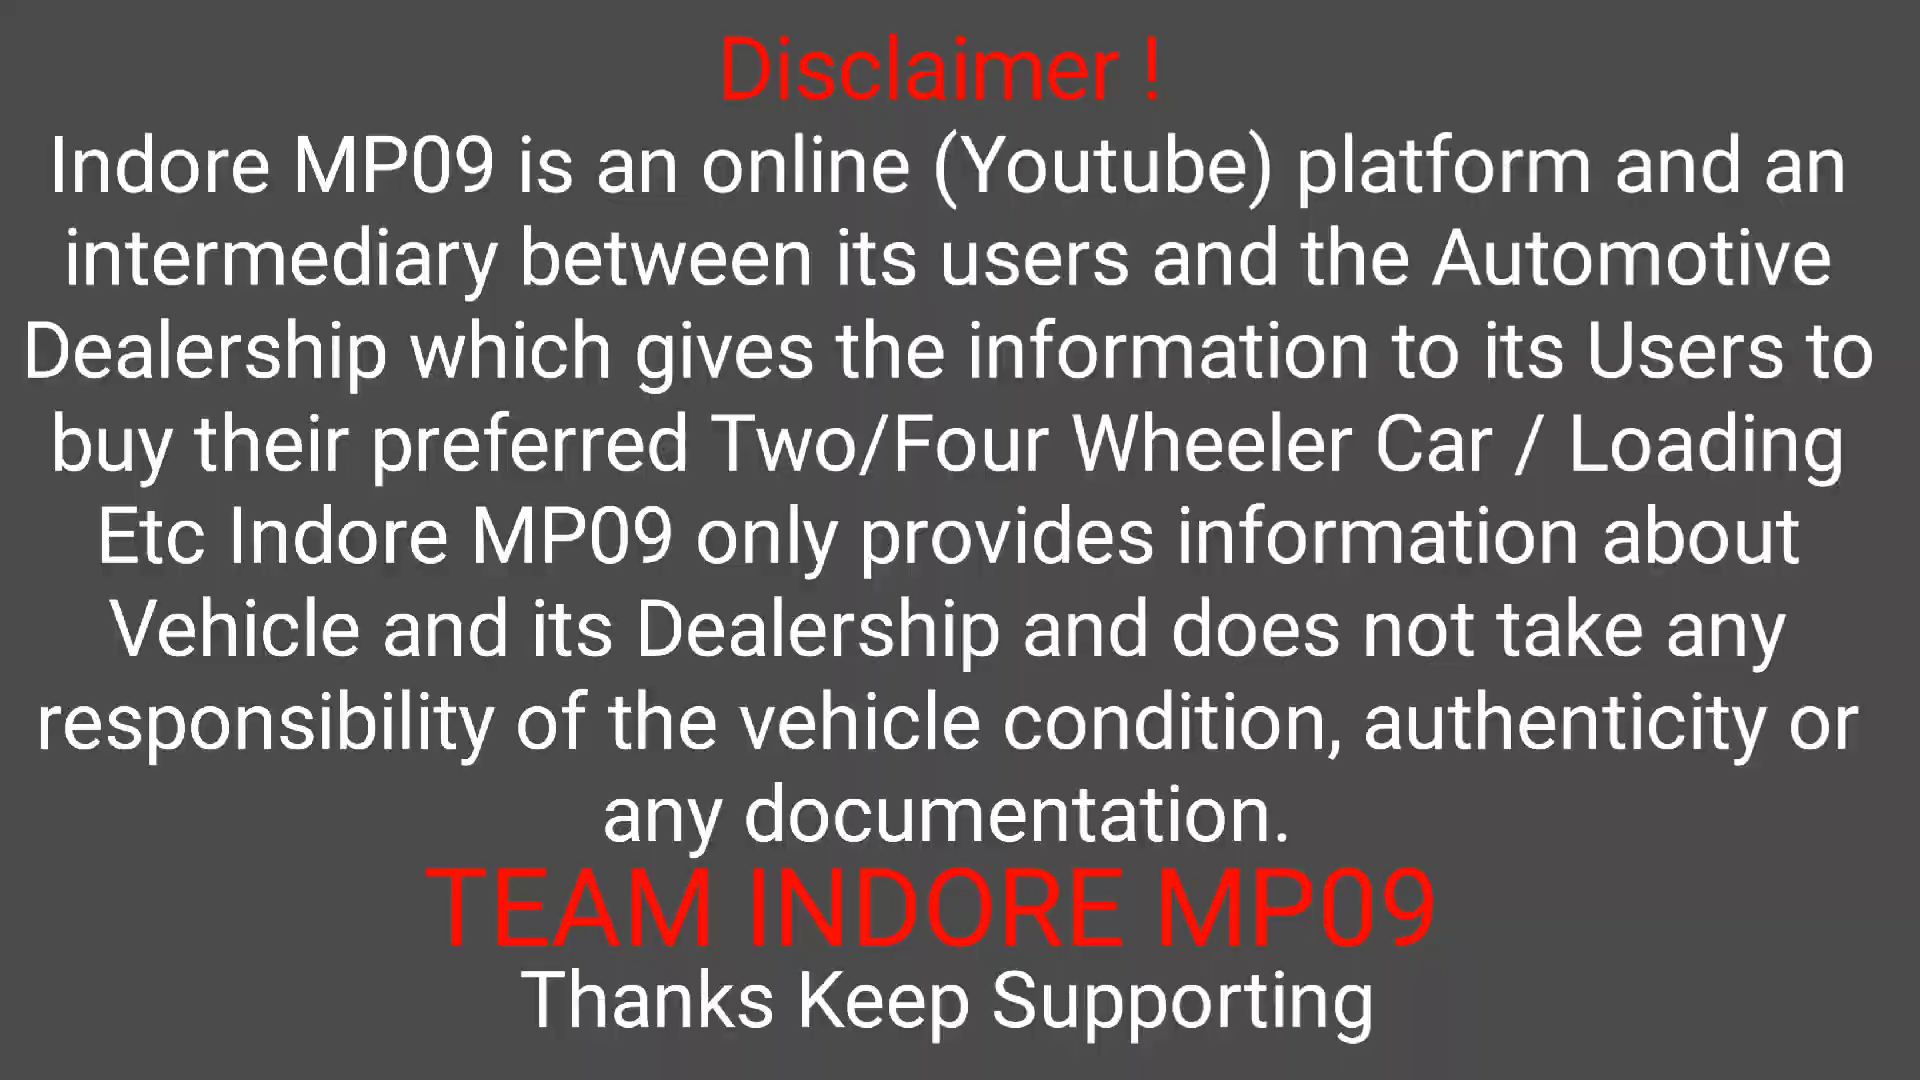 Disclaimer !
Indore MP09 is an online (Youtube) platform and an
intermediary between its users and the Automotive
Dealership which gives the information to its Users to
buy their preferred Two/Four Wheeler Car / Loading
Etc Indore MP09 only provides information about
Vehicle and its Dealership and does not take any
responsibility of the vehicle condition, authenticity or
any documentation.
TEAM INDORE MP09
Thanks Keep Supporting